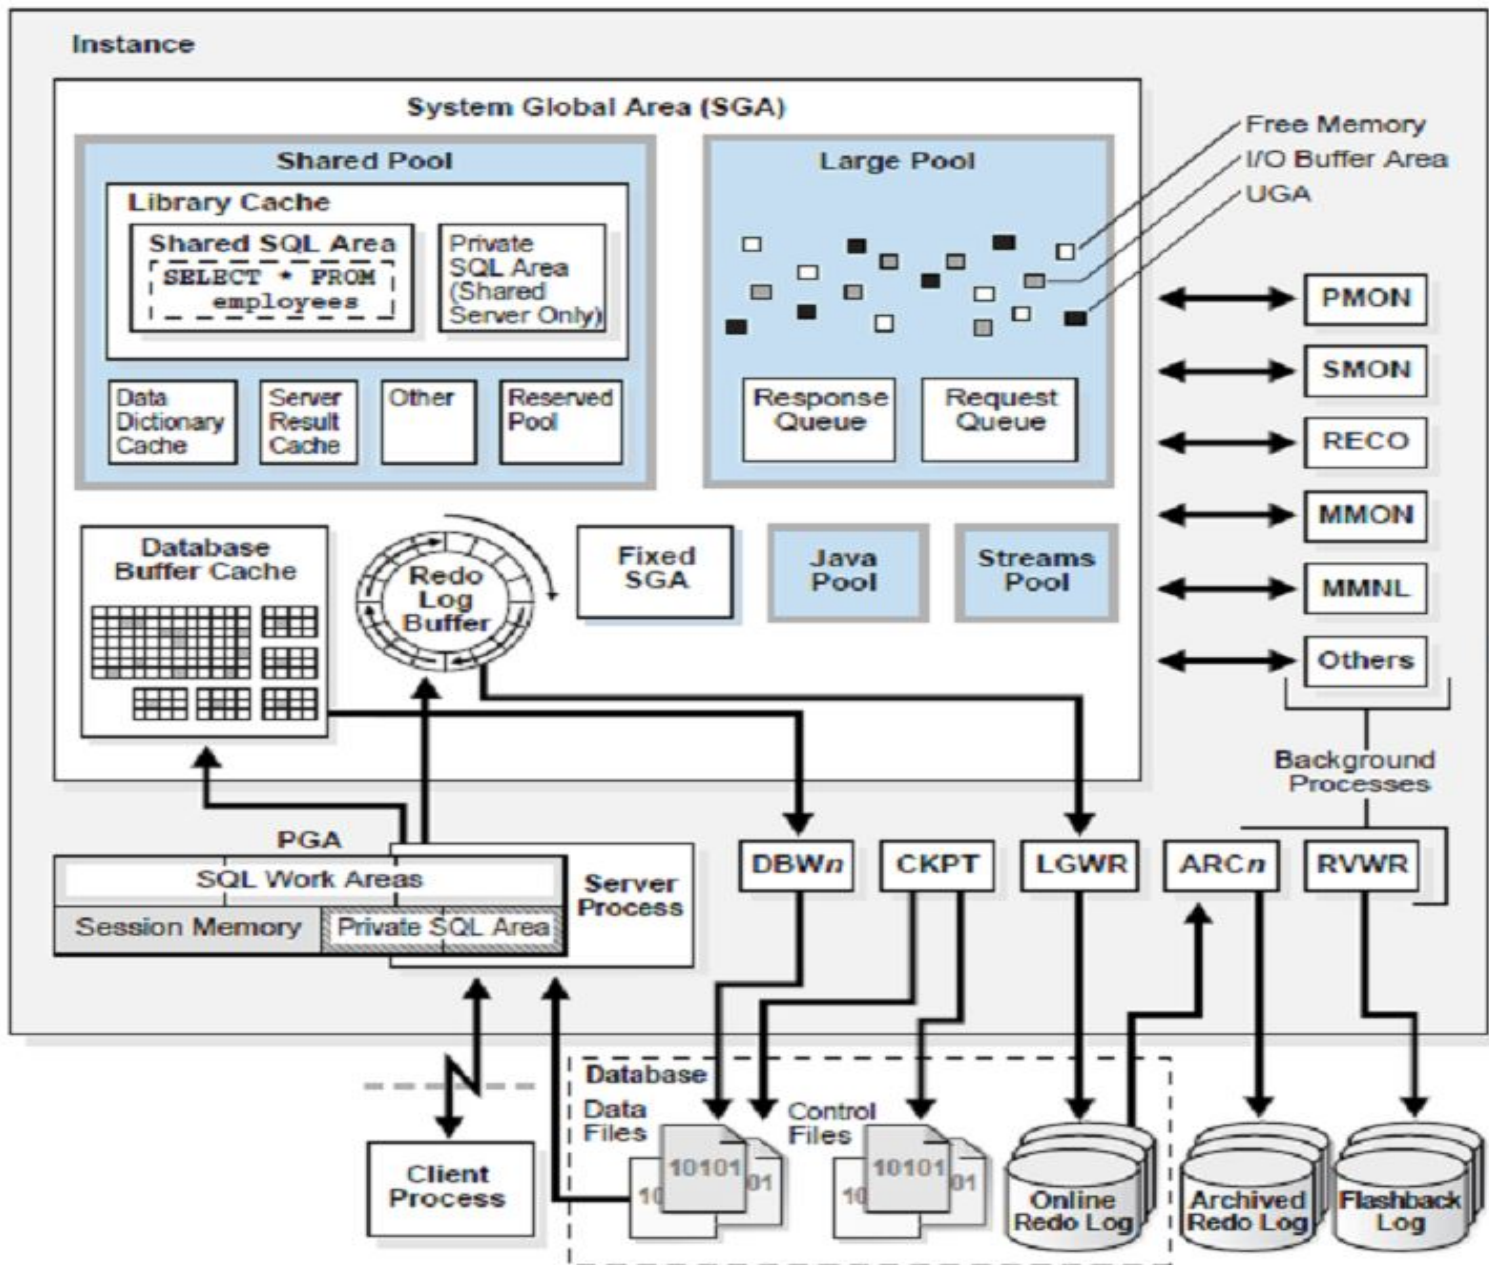 Instance
System Global Area (SGA)
Shared Pool
Library Cache
Shared SQL Area
SELECT * FROM
employees
Private
SQL Area
(Shared
Server Only)
Data
Dictionary
Cache
Server
Result
Cache
Other
Reserved
Pool
Large Pool
Response
Queue
Request
Queue
Free Memory
I/O Buffer Area
UGA
Database
Buffer Cache
Redo
Log
Buffer
Fixed
SGA
Java
Pool
Streams
Pool
PMON
SMON
RECO
MMON
MMNL
Others
Background
Processes
PGA
SQL Work Areas
Session Memory
Private SQL Area
Server
Process
DBWn
CKPT
LGWR
ARCn
RVWR
Client
Process
Database
Data
Files
10101
10
01
Control
Files
10101
10
01
Online
Redo Log
Archived
Redo Log
Flashback
Log